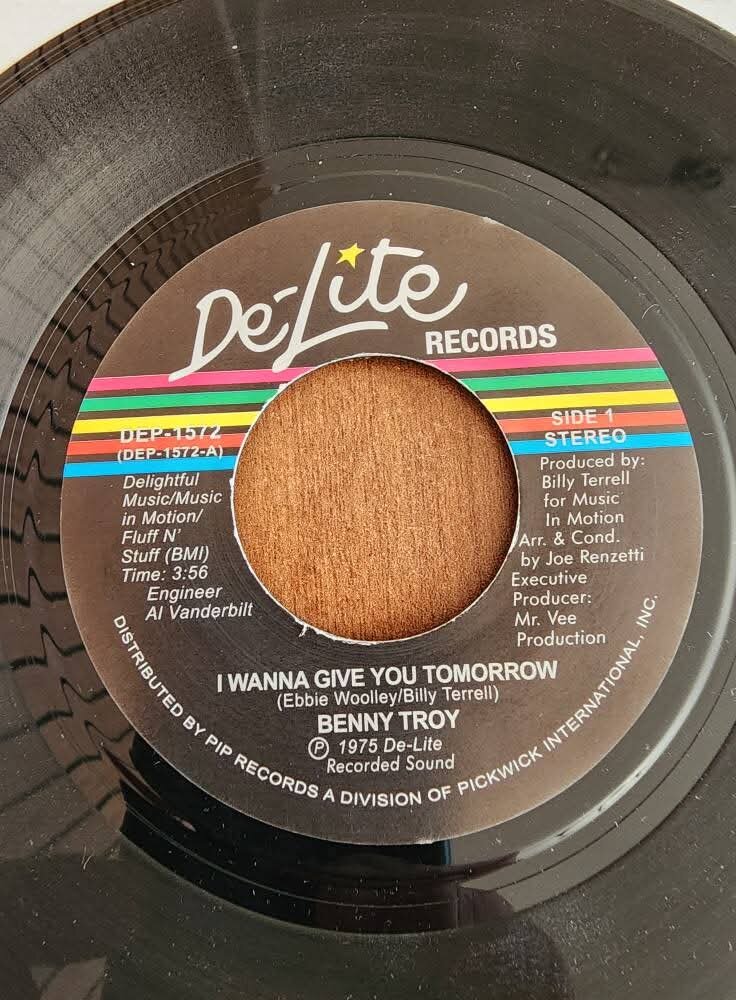 De-Lite
RECORDS
DEP-1572
(DEP-1572-A)
Delightful
Music/Music
in Motion/
Fluff N'
Stuff (BMI)
Time: 3:56
Engineer
Al Vanderbilt
SIDE 1
STEREO
Produced by:
Billy Terrell
for Music
In Motion
Arr. & Cond.
by Joe Renzetti
Executive
Producer:
Mr. Vee
Production
I WANNA GIVE YOU TOMORROW
(Ebbie Woolley/Billy Terrell)
BENNY TROY
Ⓟ 1975 De-Lite
Recorded Sound
DISTRIBUTED BY PIP RECORDS A DIVISION OF PICKWICK INTERNATIONAL, INC.